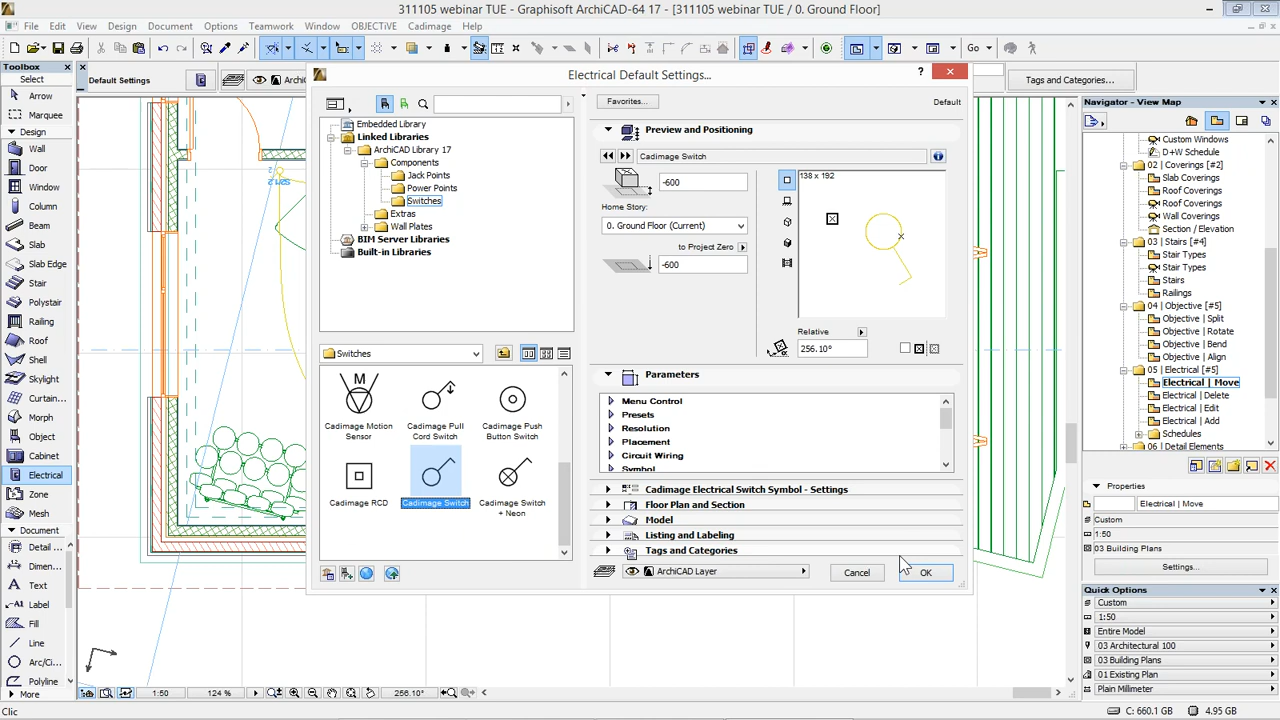 311105 webinar TUE - Graphisoft ArchiCAD-64 17 - [311105 webinar TUE / 0. Ground Floor]
File Edit View Design Document Options Teamwork Window OBJECTiVE Cadimage Help
Go
Toolbox
Select
Arrow
Marquee
Design
Wall
Door
Window
Column
Beam
Slab
Slab Edge
Stair
Polystair
Railing
Roof
Shell
Skylight
Curtain...
Morph
Object
Cabinet
Electrical
Zone
Mesh
Document
Detail ...
Dimen...
Text
Label
Fill
Line
Arc/Ci...
Polyline
More
Default Settings
Tags and Categories...
Electrical Default Settings...
?
Embedded Library
Linked Libraries
ArchiCAD Library 17
Components
Jack Points
Power Points
Switches
Extras
Wall Plates
BIM Server Libraries
Built-in Libraries
Switches
M
Cadimage Motion Sensor
Cadimage Pull Cord Switch
Cadimage Push Button Switch
Cadimage RCD
Cadimage Switch
Cadimage Switch + Neon
Favorites...
Default
Preview and Positioning
Cadimage Switch
-600
Home Story:
0. Ground Floor (Current)
to Project Zero
-600
138 x 192
Relative
256.10°
Parameters
Menu Control
Presets
Resolution
Placement
Circuit Wiring
Symbol
Cadimage Electrical Switch Symbol - Settings
Floor Plan and Section
Model
Listing and Labeling
Tags and Categories
ArchiCAD Layer
Cancel
OK
Navigator - View Map
Custom Windows
D+W Schedule
02 | Coverings [#2]
Slab Coverings
Roof Coverings
Roof Coverings
Wall Coverings
Section / Elevation
03 | Stairs [#4]
Stair Types
Stair Types
Stairs
Railings
04 | Objective [#5]
Objective | Split
Objective | Rotate
Objective | Bend
Objective | Align
05 | Electrical [#5]
Electrical | Move
Electrical | Delete
Electrical | Edit
Electrical | Add
Schedules
06 | Detail Elements
Properties
Electrical | Move
Custom
1:50
03 Building Plans
Settings...
Quick Options
Custom
1:50
Entire Model
03 Architectural 100
03 Building Plans
01 Existing Plan
Plain Millimeter
1:50
124 %
256.10°
Clic
C: 660.1 GB
4.95 GB